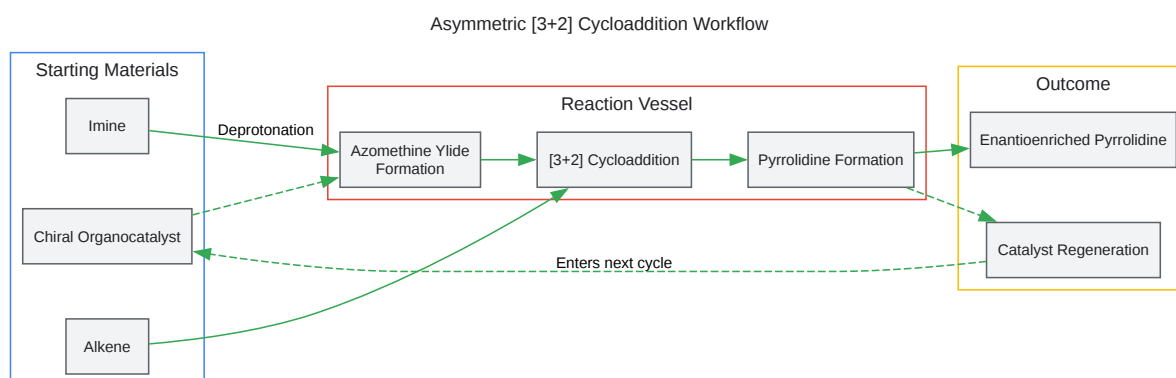 Asymmetric [3+2] Cycloaddition Workflow
Starting Materials
Imine
Chiral Organocatalyst
Alkene
Deprotonation
Reaction Vessel
Azomethine Ylide
Formation
[3+2] Cycloaddition
Pyrrolidine Formation
Enters next cycle
Outcome
Enantioenriched Pyrrolidine
Catalyst Regeneration